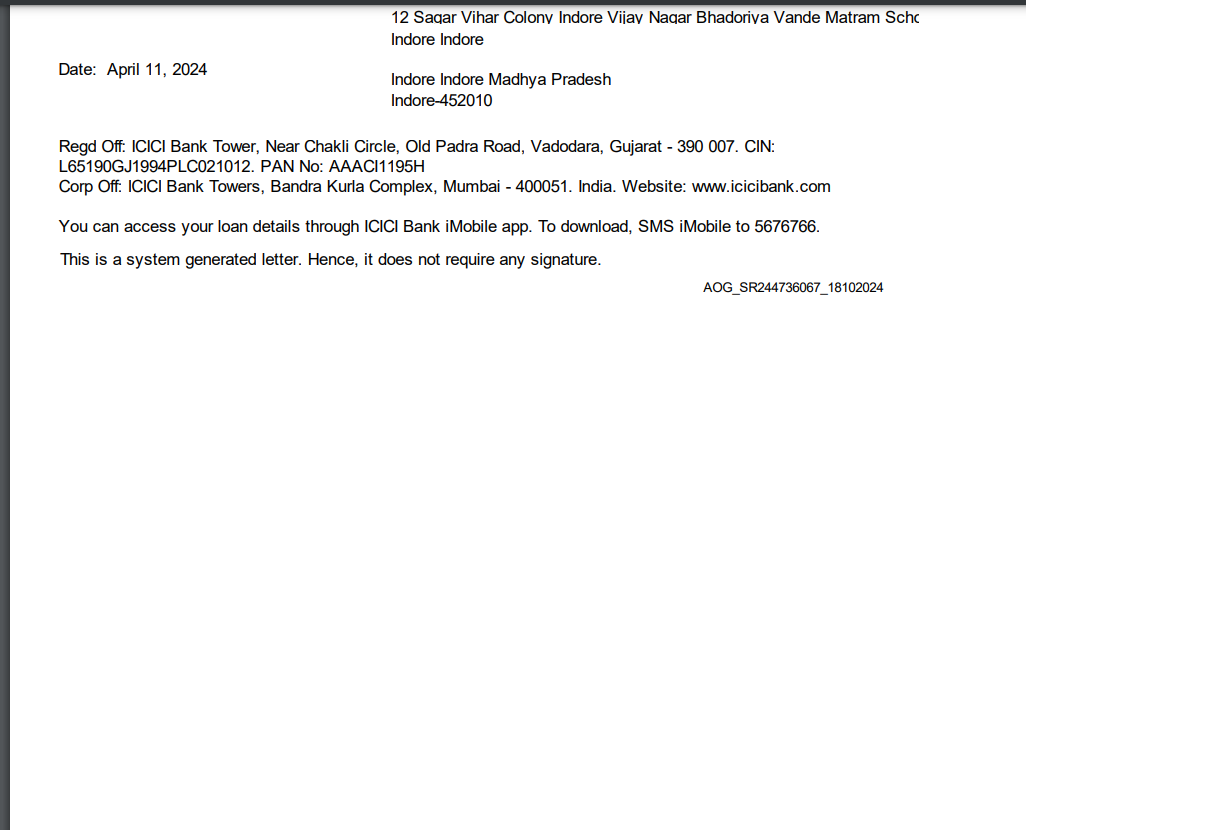 12 Sagar Vihar Colony Indore Vijay Nagar Bhadoriya Vande Matram
Indore Indore
Date: April 11, 2024
Indore Indore Madhya Pradesh
Indore-452010
Regd Off: ICICI Bank Tower, Near Chakli Circle, Old Padra Road, Vadodara, Gujarat - 390 007. CIN:
L65190GJ1994PLC021012. PAN No: AAACI1195H
Corp Off: ICICI Bank Towers, Bandra Kurla Complex, Mumbai - 400051. India. Website: www.icicibank.com
You can access your loan details through ICICI Bank iMobile app. To download, SMS iMobile to 5676766.
This is a system generated letter. Hence, it does not require any signature.
AOG_SR244736067_18102024